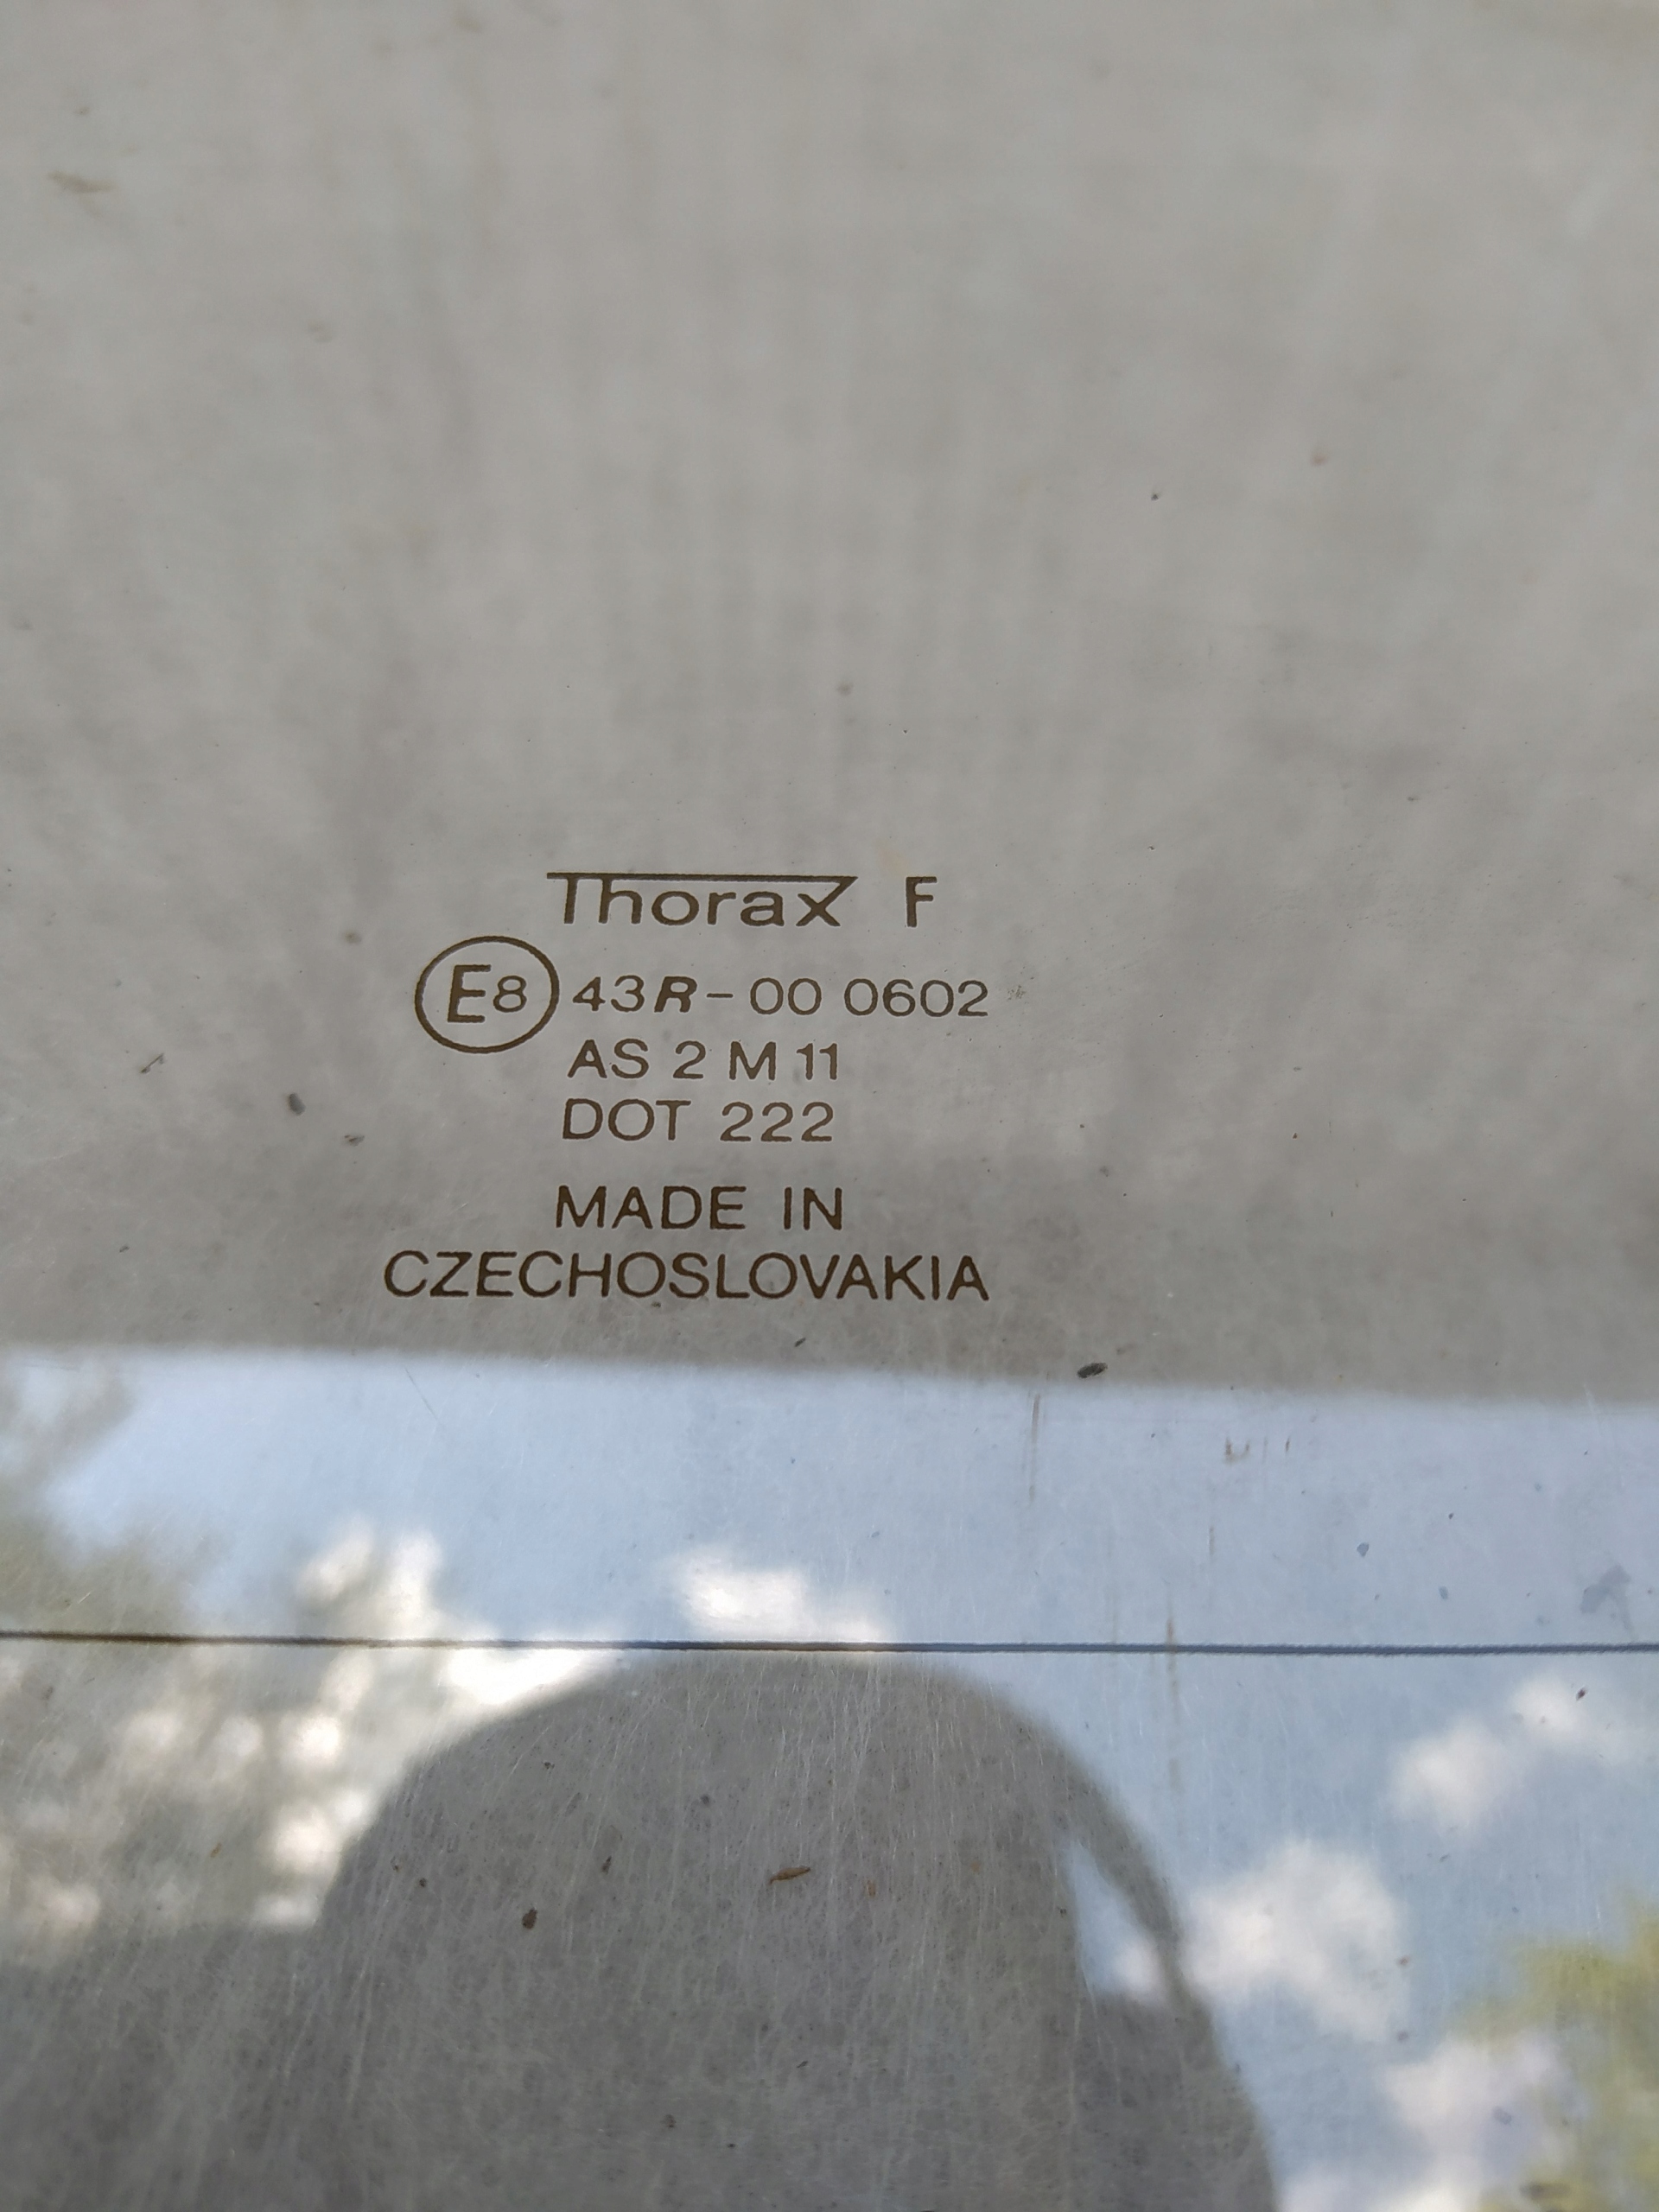 Thorax F
E8 43R-00 0602
AS 2 M 11
DOT 222
MADE IN
CZECHOSLOVAKIA